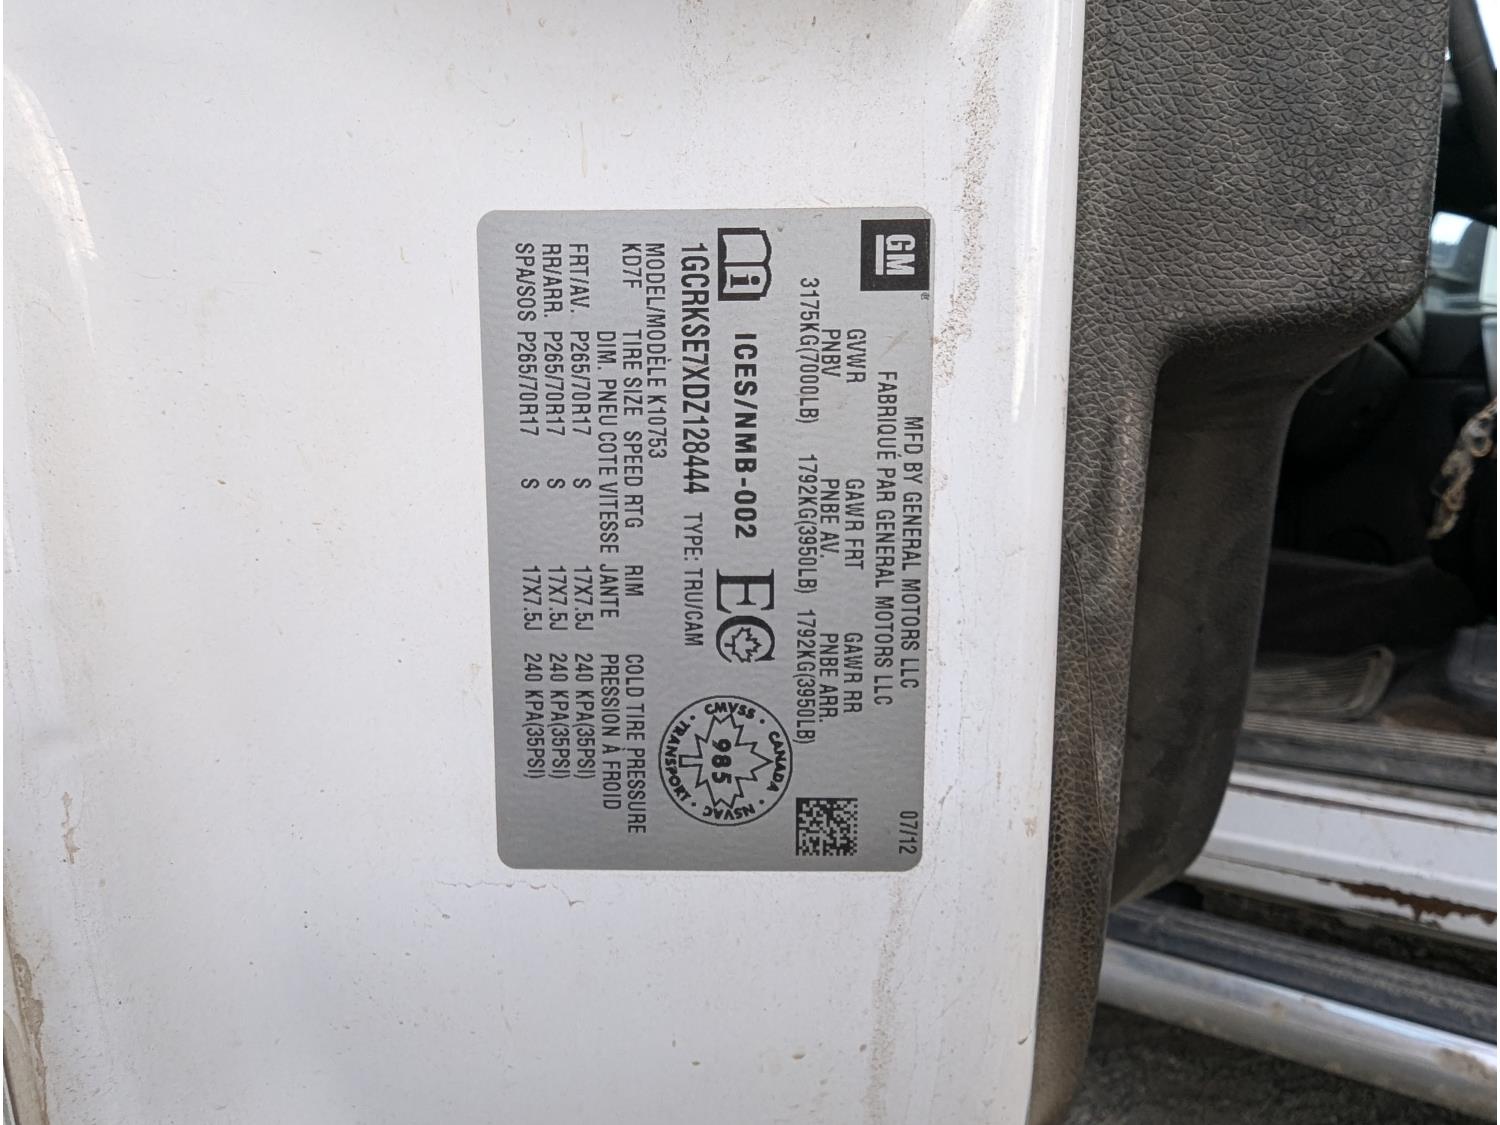 GM
MFD BY GENERAL MOTORS LLC 07/12
FABRIQUÉ PAR GENERAL MOTORS LLC
GVWR GAWR FRT GAWR RR
PNBV PNBE AV. PNBE ARR.
3175KG(7000LB) 1792KG(3950LB) 1792KG(3950LB)
i ICES/NMB-002 EC
CANADA · NSVAC · TRANSPORT · CMVSS ·
985
1GCRKSE7XDZ128444 TYPE: TRU/CAM
MODEL/MODÈLE K10753
KD7F TIRE SIZE SPEED RTG RIM COLD TIRE PRESSURE
DIM. PNEU COTE VITESSE JANTE PRESSION À FROID
FRT/AV. P265/70R17 S 17X7.5J 240 KPA(35PSI)
RR/ARR. P265/70R17 S 17X7.5J 240 KPA(35PSI)
SPA/SOS P265/70R17 S 17X7.5J 240 KPA(35PSI)